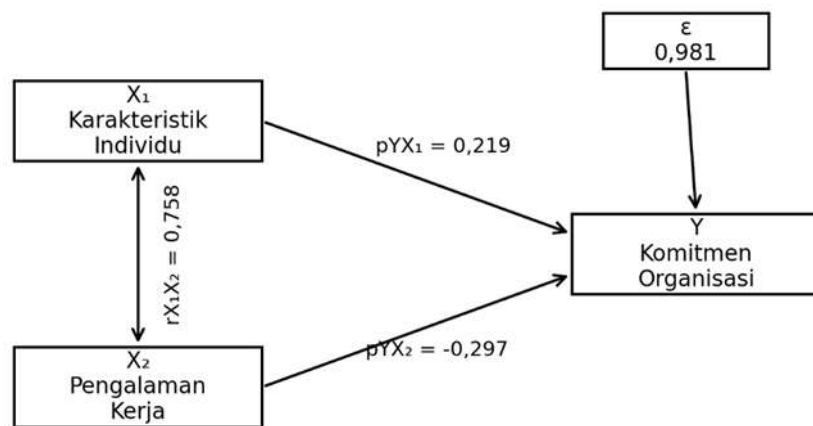 ε
0,981
X₁
Karakteristik
Individu
pYX₁ = 0,219
rX₁X₂ = 0,758
Y
Komitmen
Organisasi
pYX₂ = -0,297
X₂
Pengalaman
Kerja